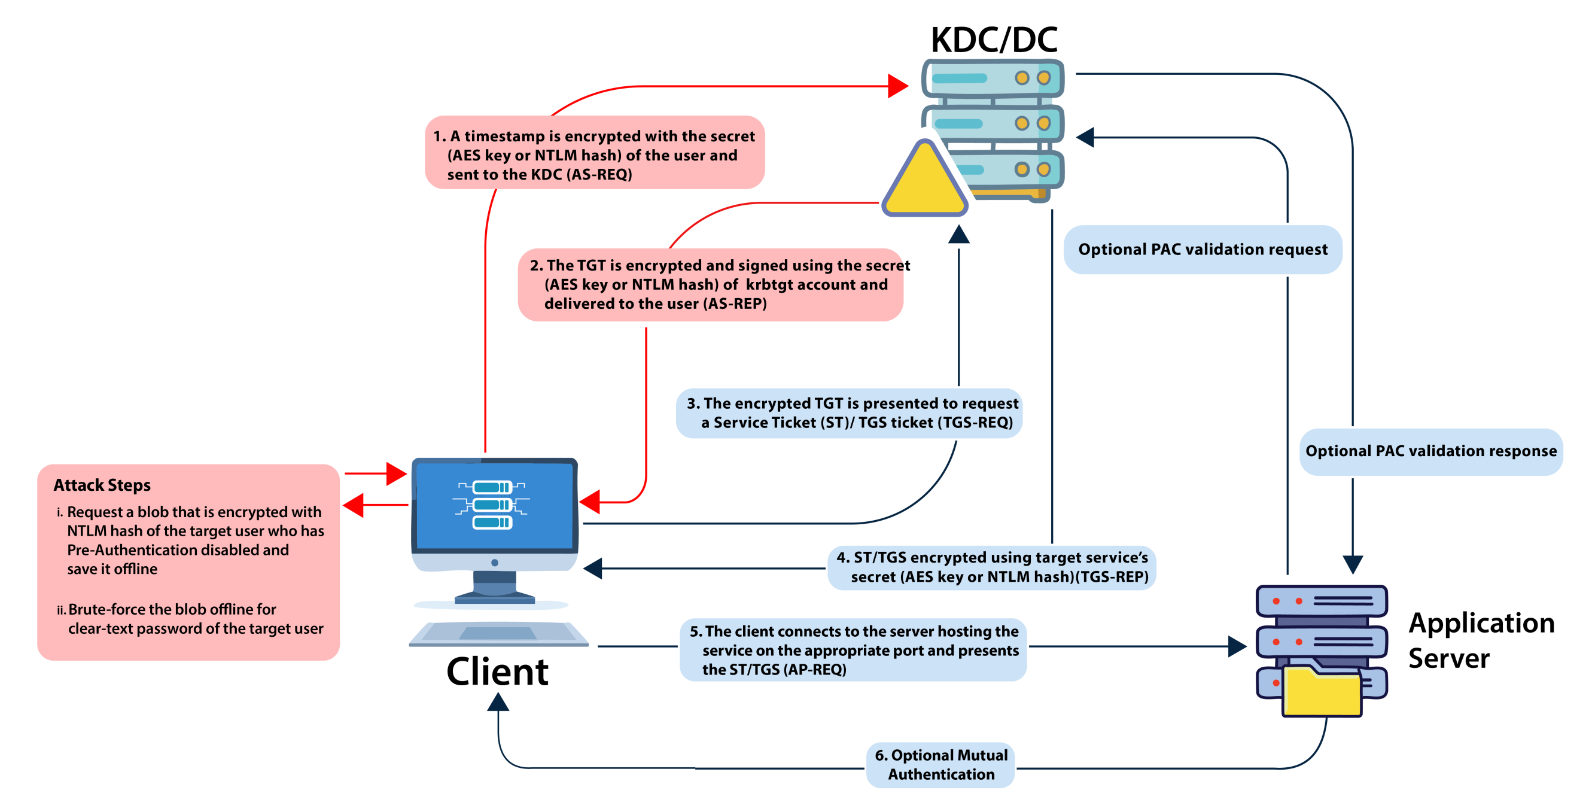 KDC/DC
1. A timestamp is encrypted with the secret
(AES key or NTLM hash) of the user and
sent to the KDC (AS-REQ)
2. The TGT is encrypted and signed using the secret
(AES key or NTLM hash) of krbtgt account and
delivered to the user (AS-REP)
Optional PAC validation request
3. The encrypted TGT is presented to request
a Service Ticket (ST)/ TGS ticket (TGS-REQ)
Optional PAC validation response
Attack Steps
i. Request a blob that is encrypted with
NTLM hash of the target user who has
Pre-Authentication disabled and
save it offline
ii. Brute-force the blob offline for
clear-text password of the target user
4. ST/TGS encrypted using target service's
secret (AES key or NTLM hash)(TGS-REP)
5. The client connects to the server hosting the
service on the appropriate port and presents
the ST/TGS (AP-REQ)
Client
Application
Server
6. Optional Mutual
Authentication